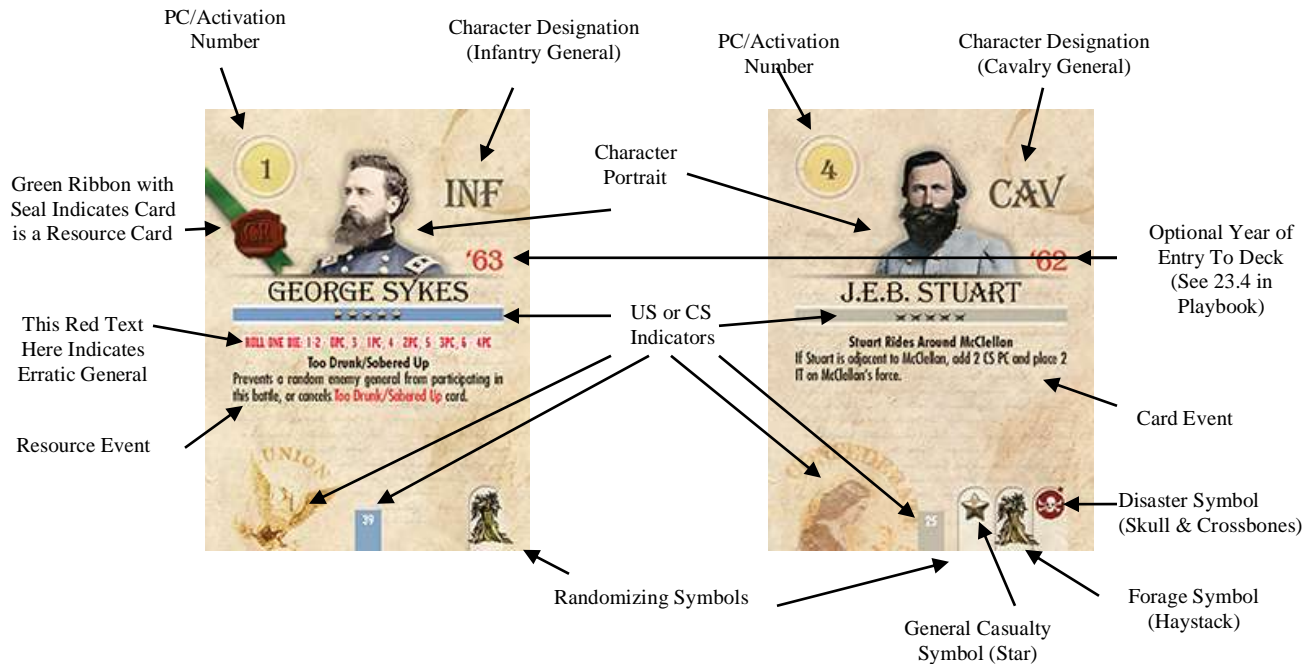 PC/Activation
Number
Character Designation
(Infantry General)
PC/Activation
Number
Character Designation
(Cavalry General)
Green Ribbon with
Seal Indicates Card
is a Resource Card
1
INF
'63
GEORGE SYKES
ROLL ONE DIE: 1-2 - 0PC, 3 - 1PC, 4 - 2PC, 5 - 3PC, 6 - 4PC
Too Drunk/Sobered Up
Prevents a random enemy general from participating in
this battle, or cancels Too Drunk/Sobered Up card.
UNION
39
Character
Portrait
4
CAV
'62
J.E.B. STUART
Stuart Rides Around McClellan
If Stuart is adjacent to McClellan, add 2 CS PC and place 2
IT on McClellan's force.
25
Optional Year of
Entry To Deck
(See 23.4 in
Playbook)
This Red Text
Here Indicates
Erratic General
US or CS
Indicators
Resource Event
Card Event
Disaster Symbol
(Skull & Crossbones)
Randomizing Symbols
General Casualty
Symbol (Star)
Forage Symbol
(Haystack)